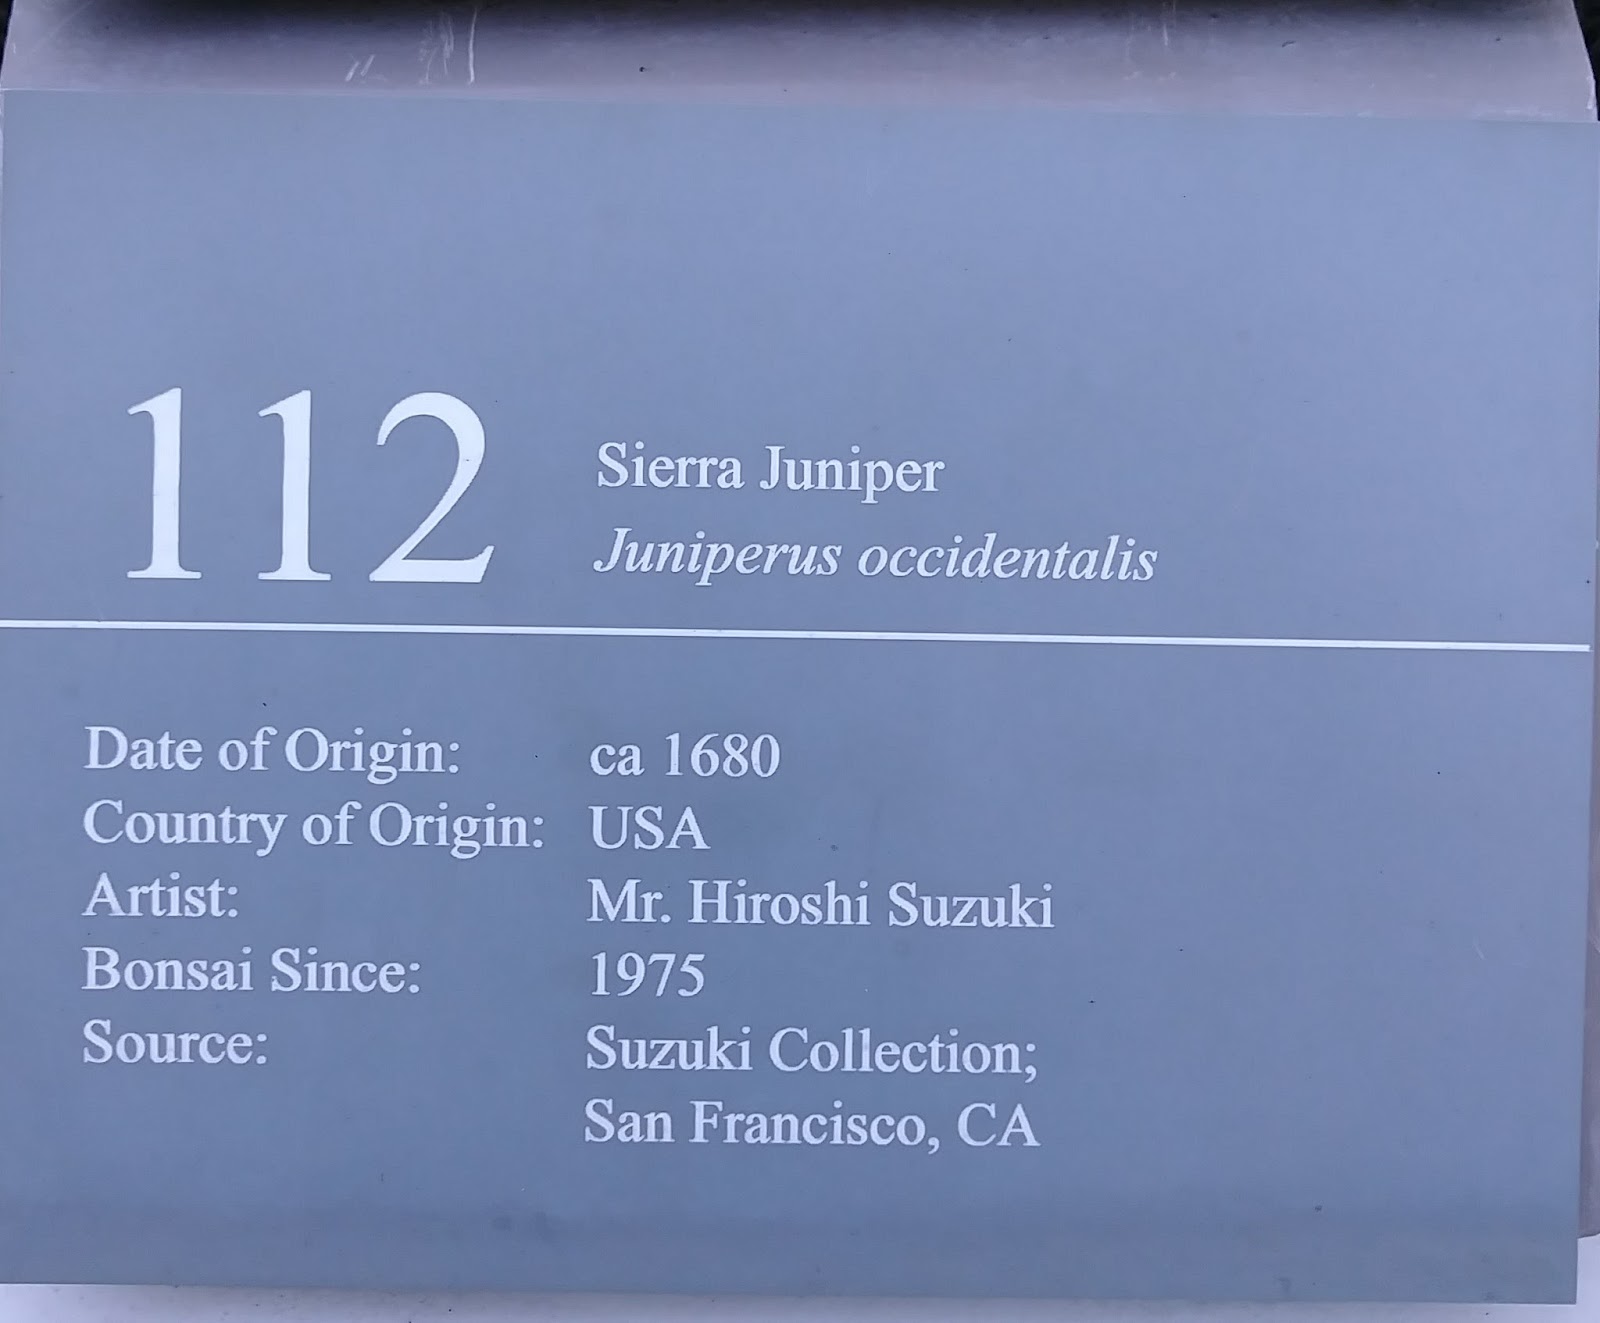 112
Sierra Juniper
Juniperus occidentalis
Date of Origin: ca 1680
Country of Origin: USA
Artist: Mr. Hiroshi Suzuki
Bonsai Since: 1975
Source: Suzuki Collection;
San Francisco, CA